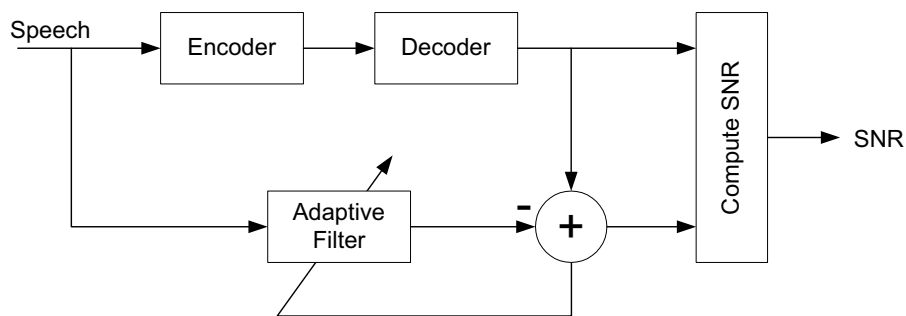 Speech
Encoder
Decoder
Compute SNR
SNR
Adaptive
Filter
-
+